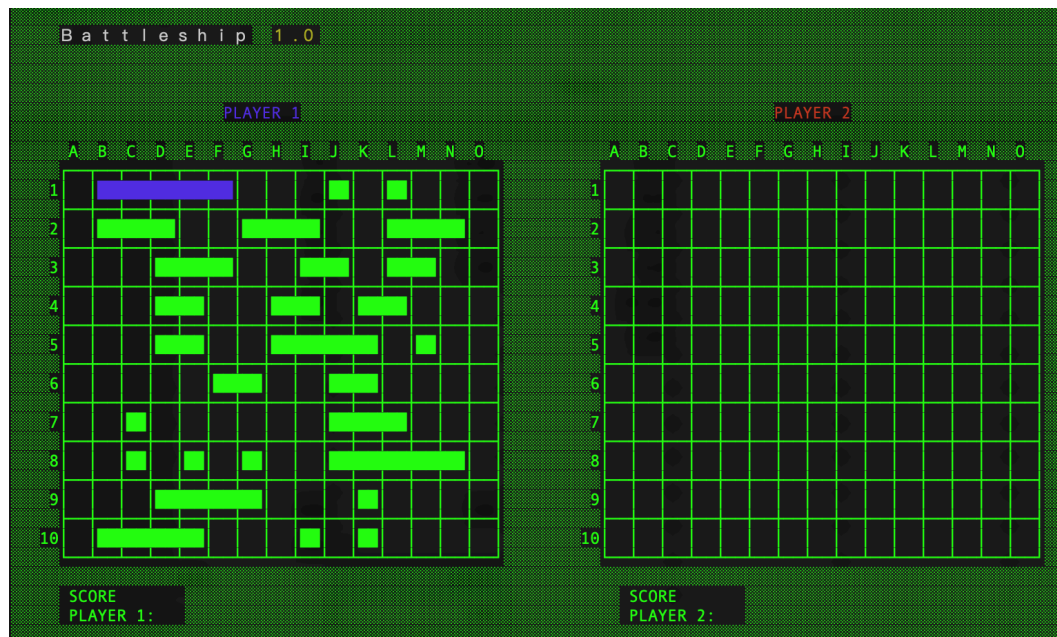 Battleship 1.0
PLAYER 1
PLAYER 2
A B C D E F G H I J K L M N O
A B C D E F G H I J K L M N O
1
2
3
4
5
6
7
8
9
10
1
2
3
4
5
6
7
8
9
10
SCORE
PLAYER 1:
SCORE
PLAYER 2: